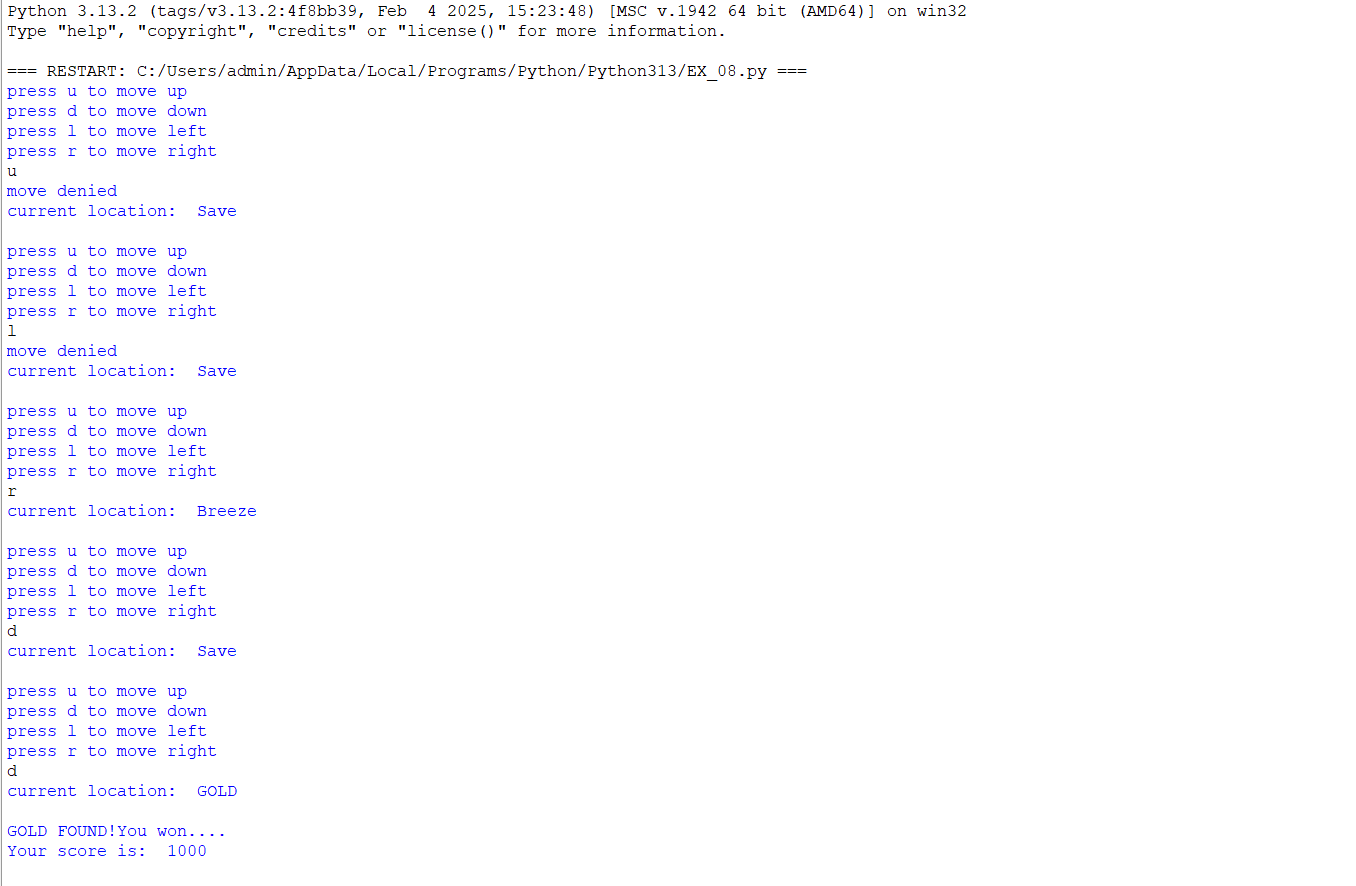 Python 3.13.2 (tags/v3.13.2:4f8bb39, Feb  4 2025, 15:23:48) [MSC v.1942 64 bit (AMD64)] on win32
Type "help", "copyright", "credits" or "license()" for more information.
=== RESTART: C:/Users/admin/AppData/Local/Programs/Python/Python313/EX_08.py ===
press u to move up
press d to move down
press l to move left
press r to move right
u
move denied
current location:  Save
press u to move up
press d to move down
press l to move left
press r to move right
l
move denied
current location:  Save
press u to move up
press d to move down
press l to move left
press r to move right
r
current location:  Breeze
press u to move up
press d to move down
press l to move left
press r to move right
d
current location:  Save
press u to move up
press d to move down
press l to move left
press r to move right
d
current location:  GOLD
GOLD FOUND!You won....
Your score is:  1000